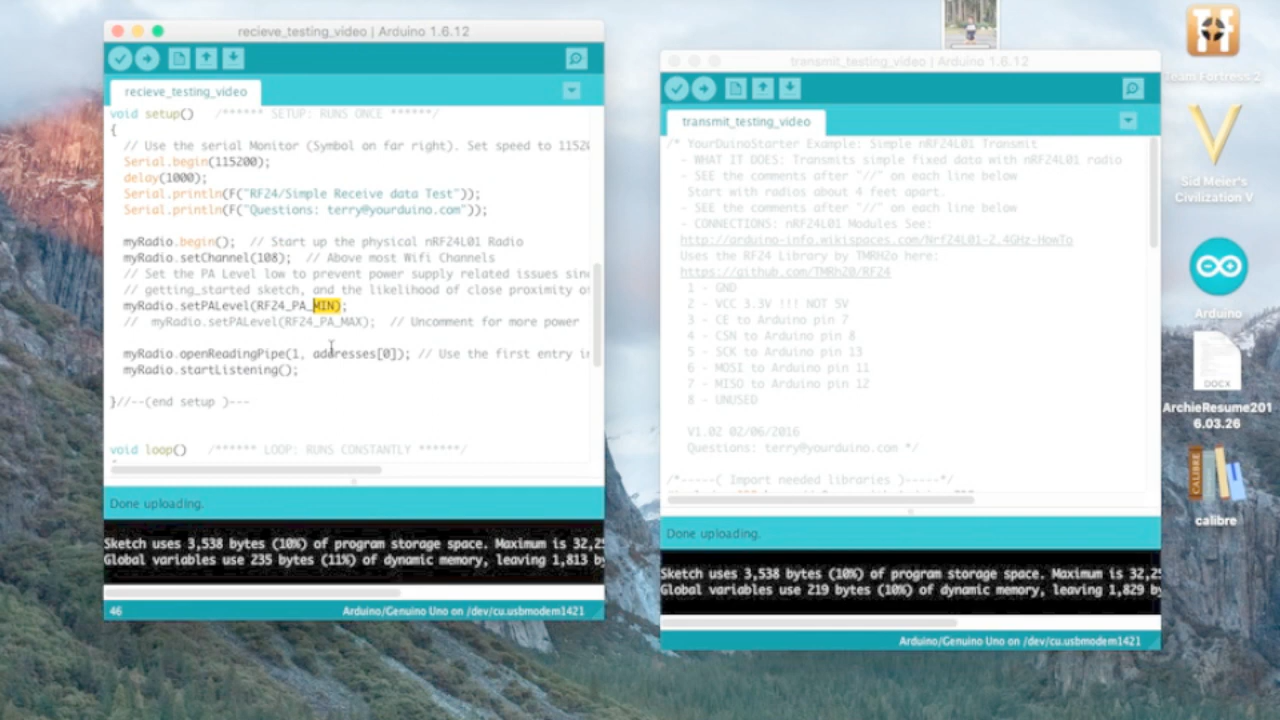 recieve_testing_video | Arduino 1.6.12
recieve_testing_video
void setup()   /****** SETUP: RUNS ONCE ******/
{
// Use the serial Monitor (Symbol on far right). Set speed to 11520
Serial.begin(115200);
delay(1000);
Serial.println(F("RF24/Simple Receive data Test"));
Serial.println(F("Questions: terry@yourduino.com"));
myRadio.begin();  // Start up the physical nRF24L01 Radio
myRadio.setChannel(108);  // Above most Wifi Channels
// Set the PA Level low to prevent power supply related issues sinc
// getting_started sketch, and the likelihood of close proximity of
myRadio.setPALevel(RF24_PA_MIN);
//  myRadio.setPALevel(RF24_PA_MAX);  // Uncomment for more power
myRadio.openReadingPipe(1, addresses[0]); // Use the first entry in
myRadio.startListening();
}//--(end setup )---
void loop()   /****** LOOP: RUNS CONSTANTLY ******/
Done uploading.
Sketch uses 3,538 bytes (10%) of program storage space. Maximum is 32,25
Global variables use 235 bytes (11%) of dynamic memory, leaving 1,813 b
46
Arduino/Genuino Uno on /dev/cu.usbmodem1421
transmit_testing_video | Arduino 1.6.12
transmit_testing_video
/* YourDuinoStarter Example: Simple nRF24L01 Transmit
- WHAT IT DOES: Transmits simple fixed data with nRF24L01 radio
- SEE the comments after "//" on each line below
Start with radios about 4 feet apart.
- SEE the comments after "//" on each line below
- CONNECTIONS: nRF24L01 Modules See:
http://arduino-info.wikispaces.com/Nrf24L01-2.4GHz-HowTo
Uses the RF24 Library by TMRH2o here:
https://github.com/TMRh20/RF24
1 - GND
2 - VCC 3.3V !!! NOT 5V
3 - CE to Arduino pin 7
4 - CSN to Arduino pin 8
5 - SCK to Arduino pin 13
6 - MOSI to Arduino pin 11
7 - MISO to Arduino pin 12
8 - UNUSED
V1.02 02/06/2016
Questions: terry@yourduino.com */
/*-----( Import needed libraries )-----*/
Done uploading.
Sketch uses 3,538 bytes (10%) of program storage space. Maximum is 32,25
Global variables use 219 bytes (10%) of dynamic memory, leaving 1,829 by
Arduino/Genuino Uno on /dev/cu.usbmodem1421
Team Fortress 2
Sid Meier's
Civilization V
Arduino
DOCX
ArchieResume201
6.03.26
CALIBRE
calibre